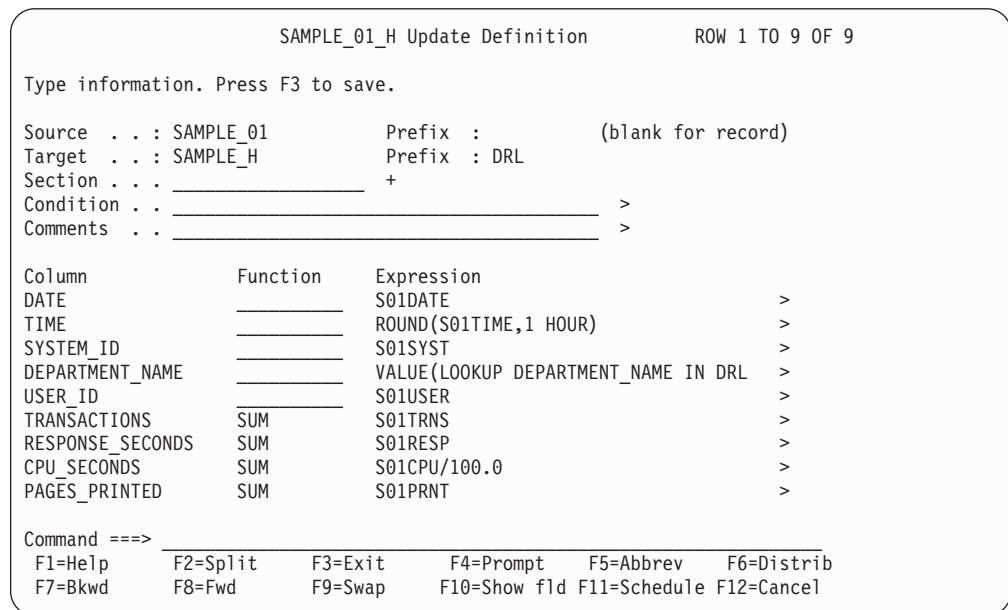 SAMPLE_01_H Update Definition ROW 1 TO 9 OF 9
Type information. Press F3 to save.
Source . . : SAMPLE_01 Prefix : (blank for record)
Target . . : SAMPLE_H Prefix : DRL
Section . . . __________________ +
Condition . . ________________________________________ >
Comments . . ________________________________________ >
Column Function Expression
DATE __________ S01DATE >
TIME __________ ROUND(S01TIME,1 HOUR) >
SYSTEM_ID __________ S01SYST >
DEPARTMENT_NAME __________ VALUE(LOOKUP DEPARTMENT_NAME IN DRL >
USER_ID __________ S01USER >
TRANSACTIONS SUM S01TRNS >
RESPONSE_SECONDS SUM S01RESP >
CPU_SECONDS SUM S01CPU/100.0 >
PAGES_PRINTED SUM S01PRNT >
Command ===> ______________________________________________________________
F1=Help F2=Split F3=Exit F4=Prompt F5=Abbrev F6=Distrib
F7=Bkwd F8=Fwd F9=Swap F10=Show fld F11=Schedule F12=Cancel